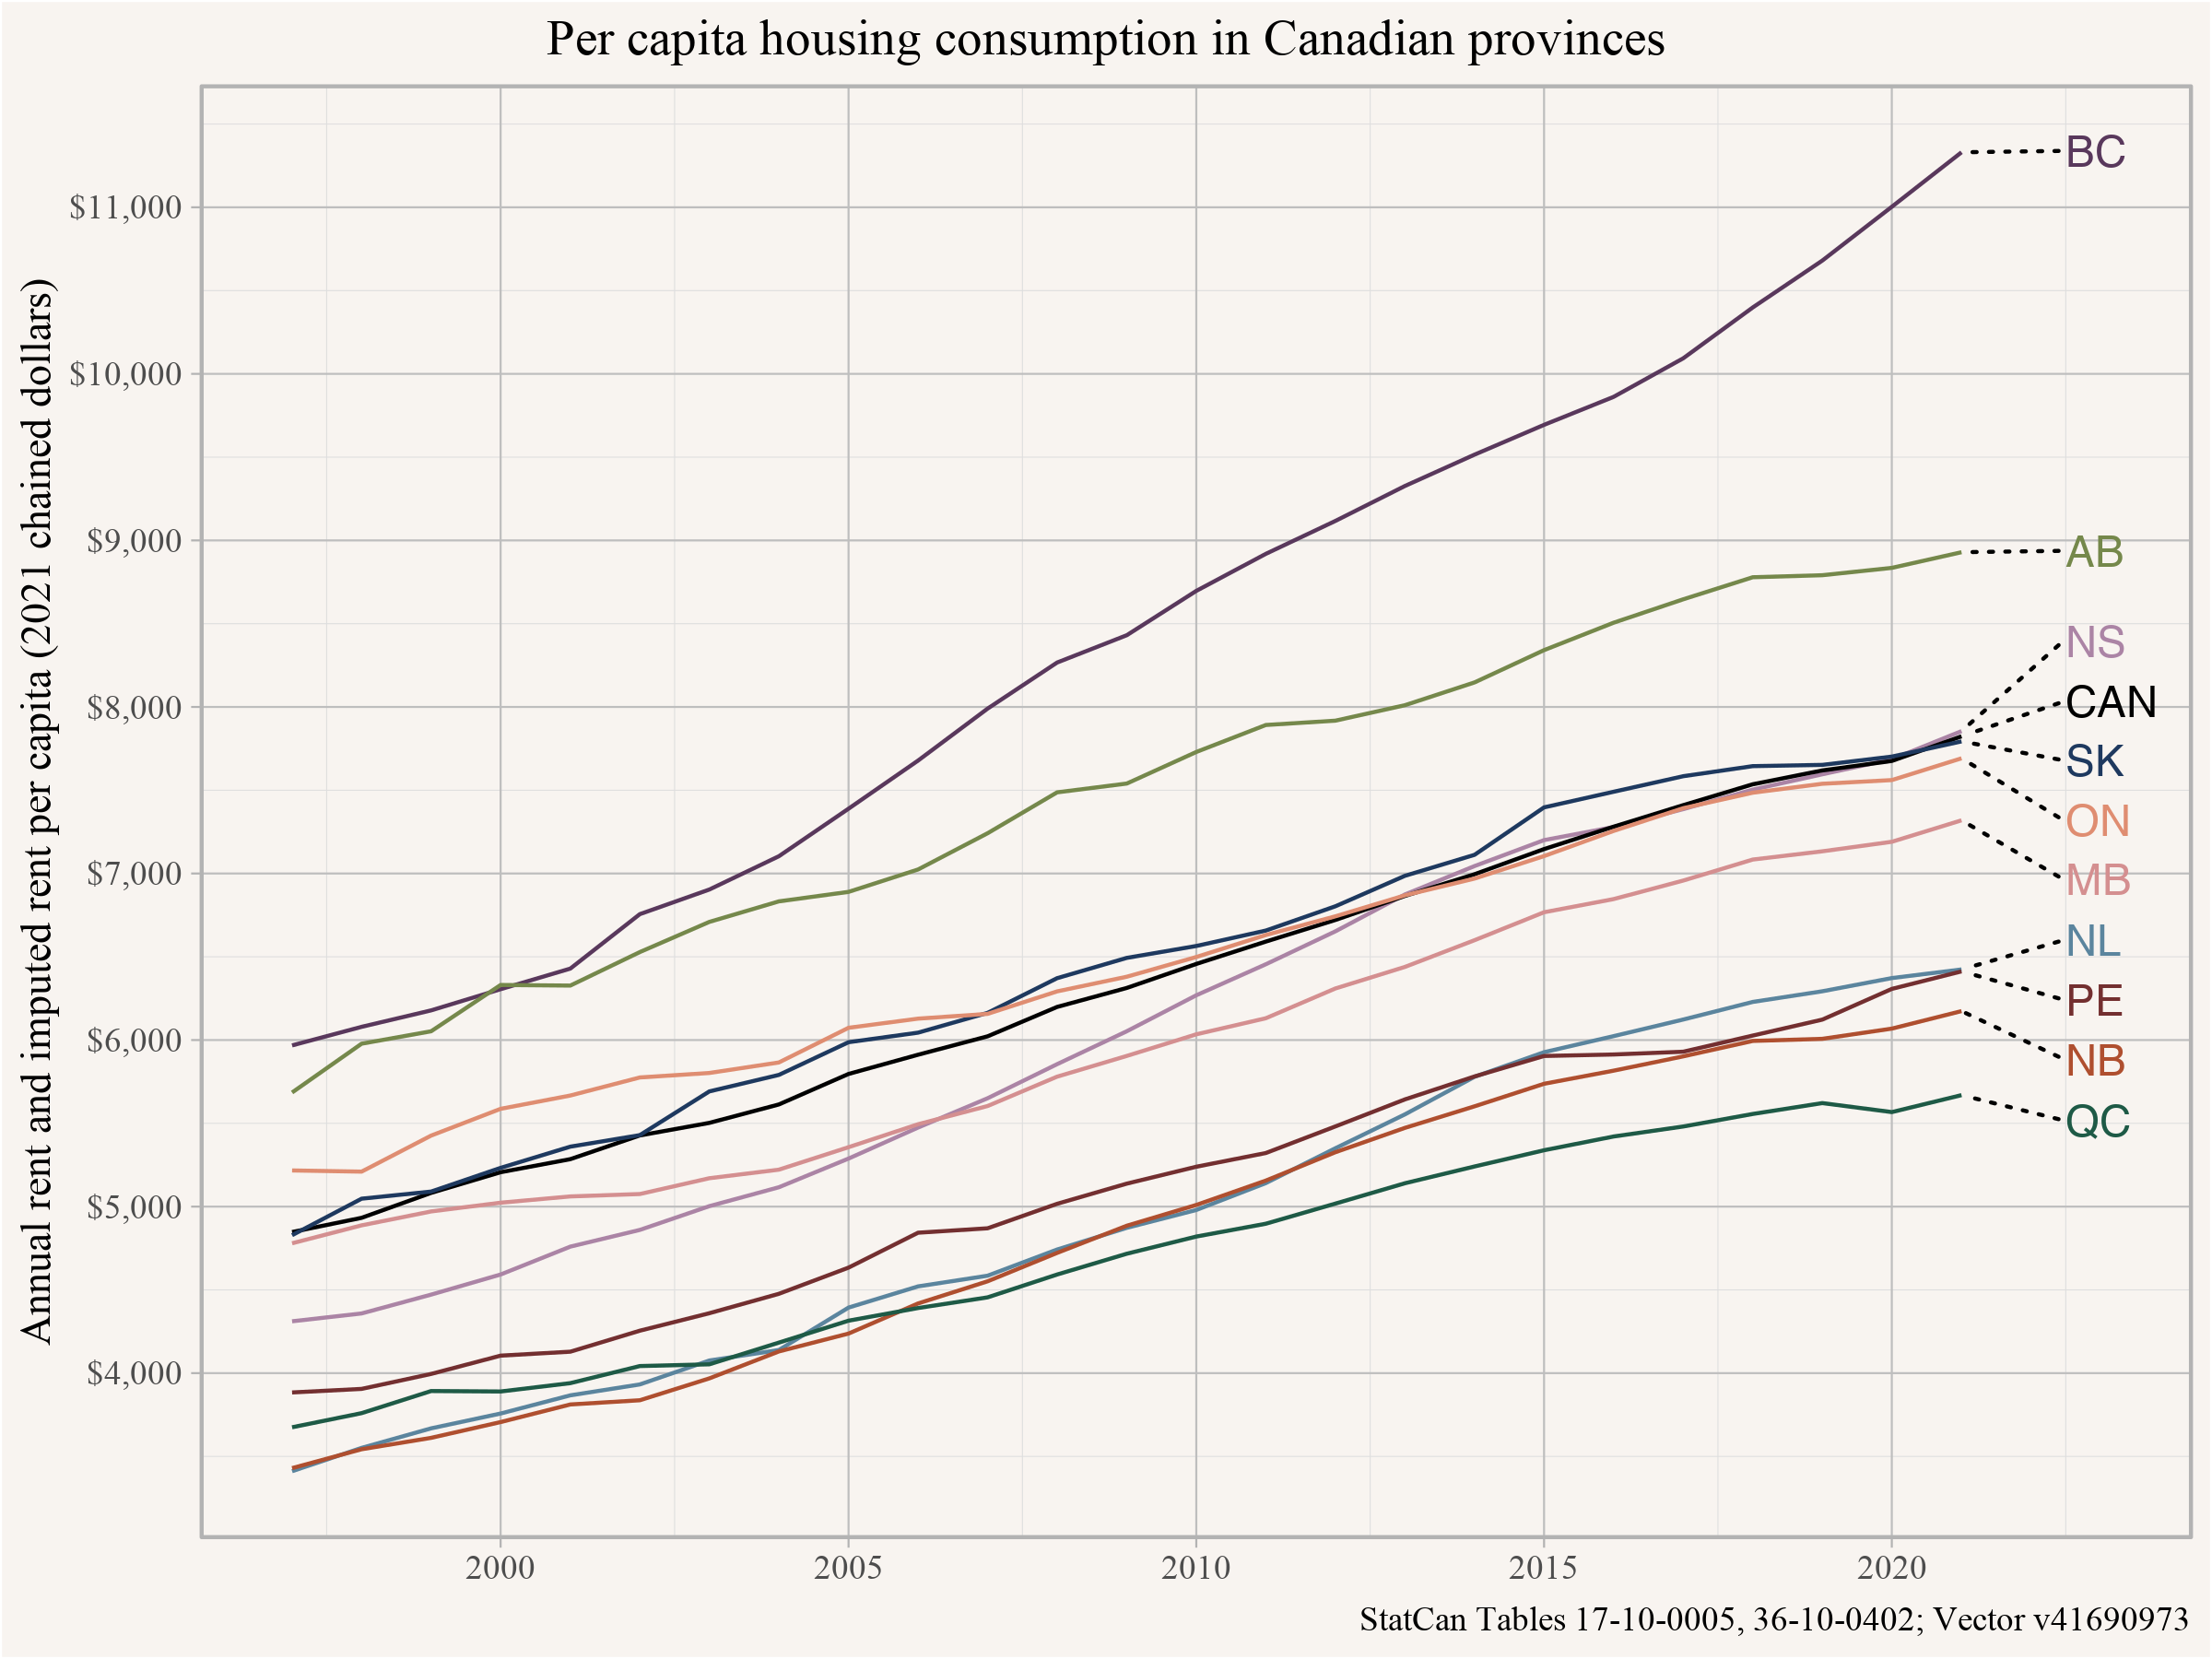 Per capita housing consumption in Canadian provinces
Annual rent and imputed rent per capita (2021 chained dollars)
$11,000
$10,000
$9,000
$8,000
$7,000
$6,000
$5,000
$4,000
BC
AB
NS
CAN
SK
ON
MB
NL
PE
NB
QC
2000
2005
2010
2015
2020
StatCan Tables 17-10-0005, 36-10-0402; Vector v41690973